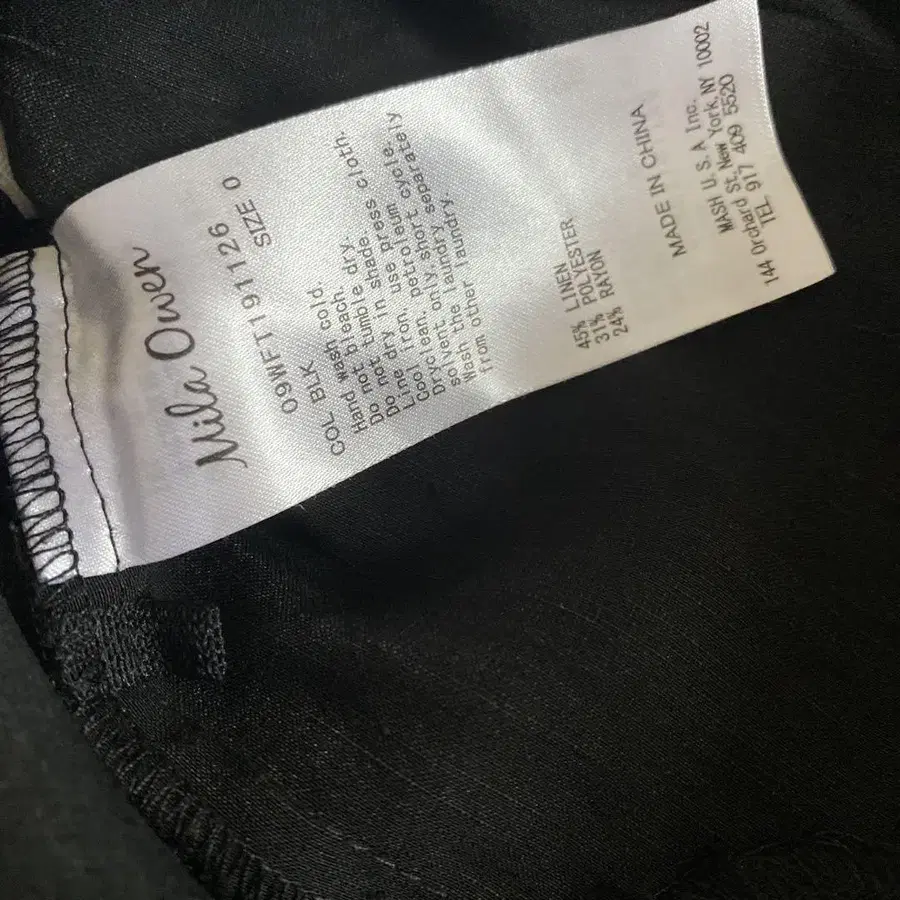 Mila Owen
09WFT191126
SIZE 0
COL BLK
Hand wash cold.
Do not bleach.
Do not tumble dry.
Line dry in shade
Cool iron. use press cloth.
Dryclean. petroleum
solvent. only short cycle.
Wash the laundry separately
from other laundry.
45% LINEN
31% POLYESTER
24% RAYON
MADE IN CHINA
MASH U. S. A Inc.
144 Orchard St. New York. NY 10002
TEL 917 409 5520